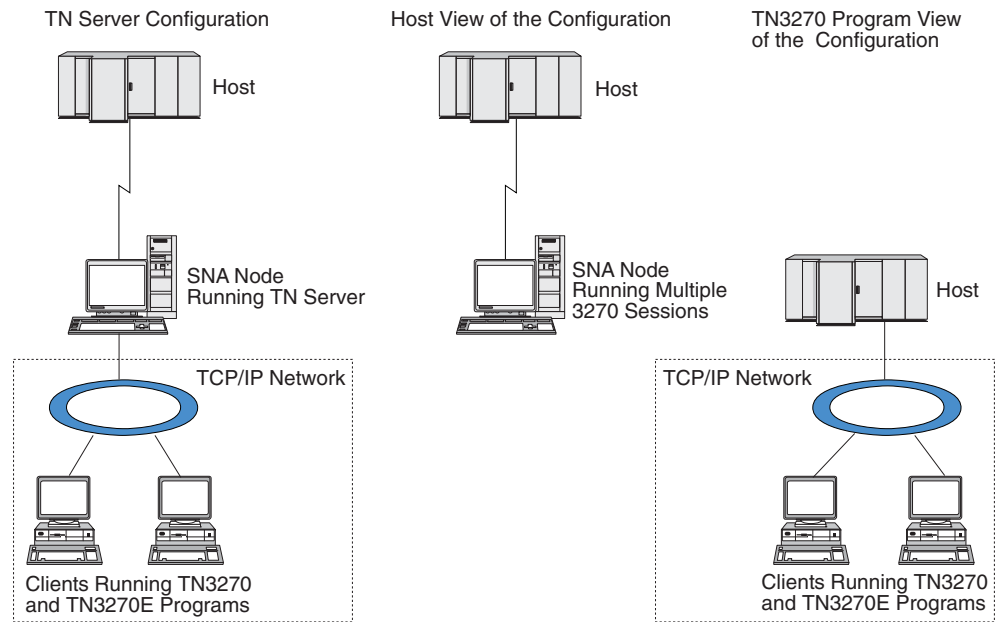 TN Server Configuration
Host
SNA Node
Running TN Server
TCP/IP Network
Clients Running TN3270
and TN3270E Programs
Host View of the Configuration
Host
SNA Node
Running Multiple
3270 Sessions
TN3270 Program View
of the Configuration
Host
TCP/IP Network
Clients Running TN3270
and TN3270E Programs